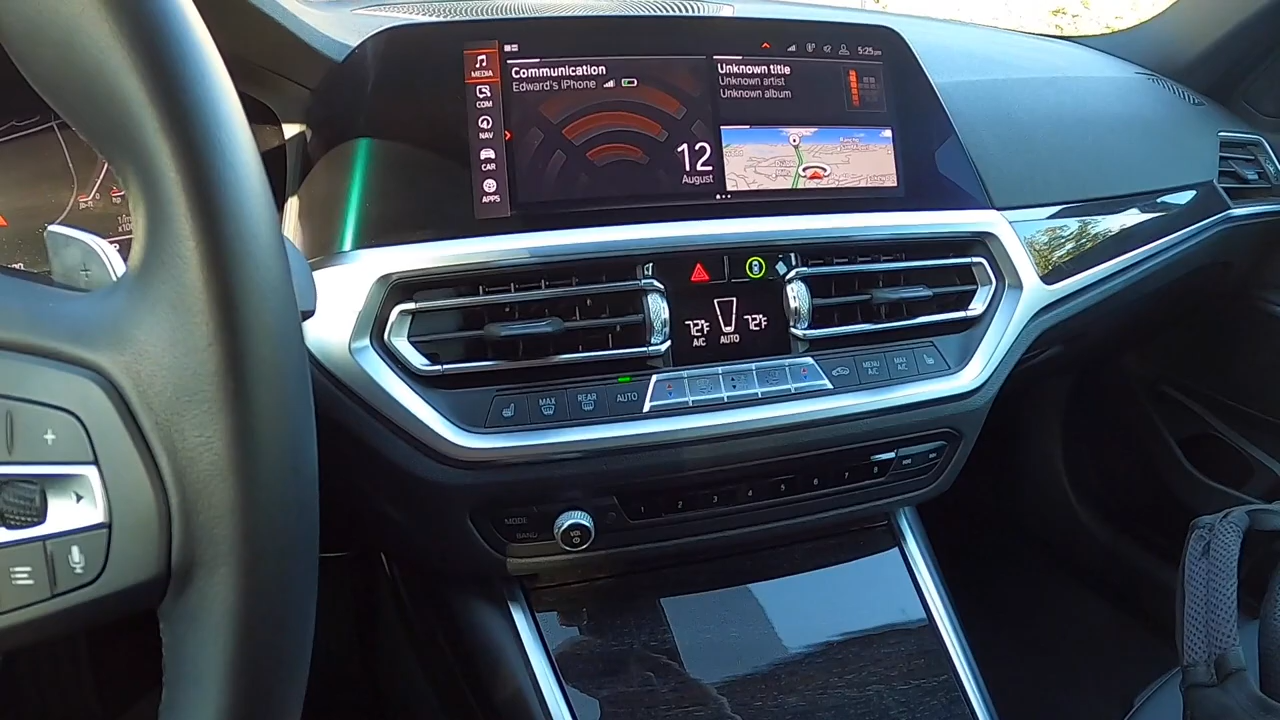 5:25pm
MEDIA
COM
NAV
CAR
APPS
Communication
Edward's iPhone
12
August
Unknown title
Unknown artist
Unknown album
72°F
A/C
AUTO
72°F
MAX
REAR
AUTO
MENU
A/C
MAX
A/C
MODE
BAND
VOL
1 2 3 4 5 6 7 8